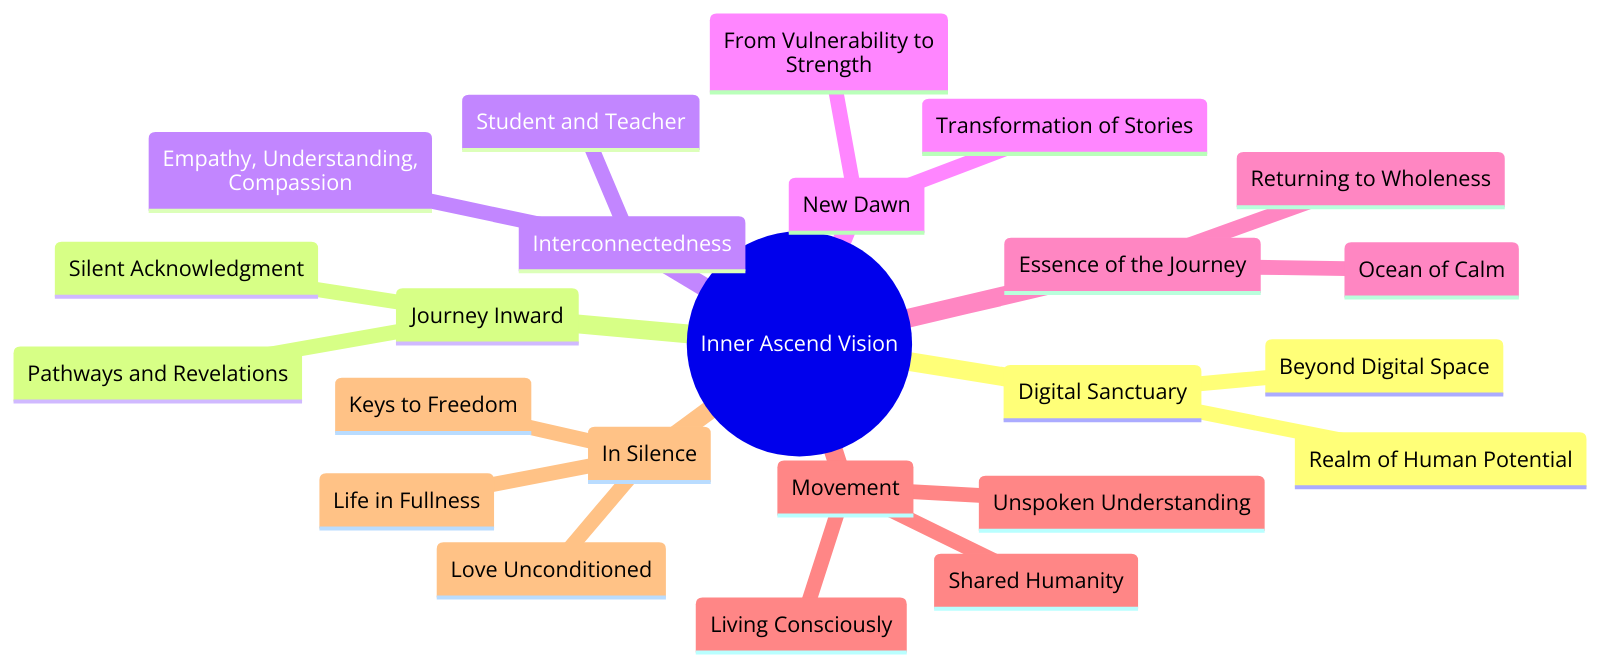 From Vulnerability to
Strength
Student and Teacher
Transformation of Stories
Empathy, Understanding,
Compassion
Returning to Wholeness
New Dawn
Interconnectedness
Essence of the Journey
Silent Acknowledgment
Ocean of Calm
Journey Inward
Inner Ascend Vision
Beyond Digital Space
Pathways and Revelations
Digital Sanctuary
Keys to Freedom
In Silence
Realm of Human Potential
Movement
Life in Fullness
Unspoken Understanding
Love Unconditioned
Shared Humanity
Living Consciously